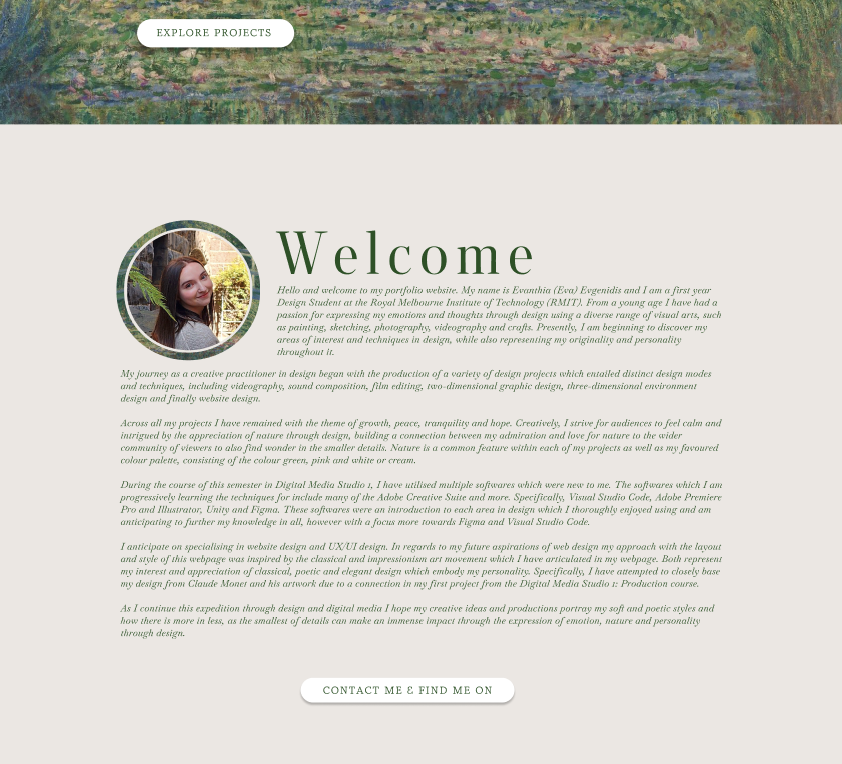 EXPLORE PROJECTS
Welcome
Hello and welcome to my portfolio website. My name is Evanthia (Eva) Evgenidis and I am a first year
Design Student at the Royal Melbourne Institute of Technology (RMIT). From a young age I have had a
passion for expressing my emotions and thoughts through design using a diverse range of visual arts, such
as painting, sketching, photography, videography and crafts. Presently, I am beginning to discover my
areas of interest and techniques in design, while also representing my originality and personality
throughout it.
My journey as a creative practitioner in design began with the production of a variety of design projects which entailed distinct design modes
and techniques, including videography, sound composition, film editing, two-dimensional graphic design, three-dimensional environment
design and finally website design.
Across all my projects I have remained with the theme of growth, peace, tranquility and hope. Creatively, I strive for audiences to feel calm and
intrigued by the appreciation of nature through design, building a connection between my admiration and love for nature to the wider
community of viewers to also find wonder in the smaller details. Nature is a common feature within each of my projects as well as my favoured
colour palette, consisting of the colour green, pink and white or cream.
During the course of this semester in Digital Media Studio 1, I have utilised multiple softwares which were new to me. The softwares which I am
progressively learning the techniques for include many of the Adobe Creative Suite and more. Specifically, Visual Studio Code, Adobe Premiere
Pro and Illustrator, Unity and Figma. These softwares were an introduction to each area in design which I thoroughly enjoyed using and am
anticipating to further my knowledge in all, however with a focus more towards Figma and Visual Studio Code.
I anticipate on specialising in website design and UX/UI design. In regards to my future aspirations of web design my approach with the layout
and style of this webpage was inspired by the classical and impressionism art movement which I have articulated in my webpage. Both represent
my interest and appreciation of classical, poetic and elegant design which embody my personality. Specifically, I have attempted to closely base
my design from Claude Monet and his artwork due to a connection in my first project from the Digital Media Studio 1: Production course.
As I continue this expedition through design and digital media I hope my creative ideas and productions portray my soft and poetic styles and
how there is more in less, as the smallest of details can make an immense impact through the expression of emotion, nature and personality
through design.
CONTACT ME & FIND ME ON